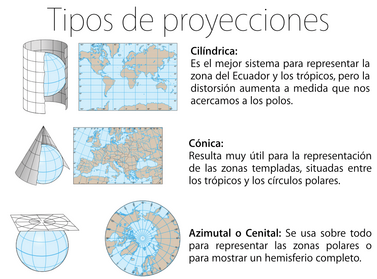 Tipos de proyecciones
Cilíndrica:
Es el mejor sistema para representar la
zona del Ecuador y los trópicos, pero la
distorsión aumenta a medida que nos
acercamos a los polos.
Cónica:
Resulta muy útil para la representación
de las zonas templadas, situadas entre
los trópicos y los círculos polares.
Azimutal o Cenital: Se usa sobre todo
para representar las zonas polares o
para mostrar un hemisferio completo.